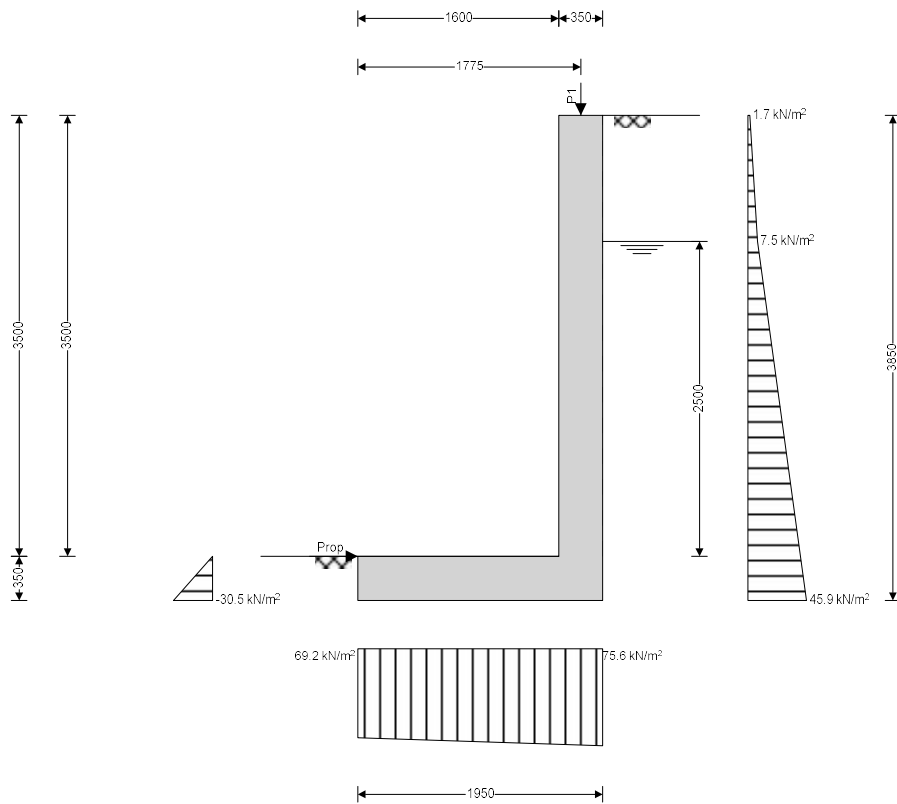 1600
350
1775
P1
1.7 kN/m²
7.5 kN/m²
3500
3500
2500
3850
Prop
350
-30.5 kN/m²
45.9 kN/m²
69.2 kN/m²
75.6 kN/m²
1950